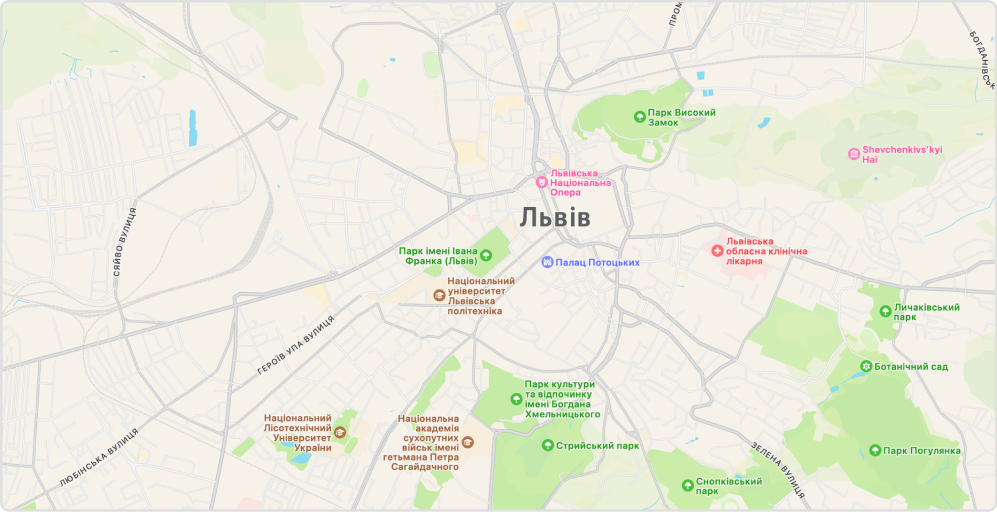 ПРОМ
БОГДАНІВСЬК
Парк Високий
Замок
Shevchenkivs'kyi
Hai
Львівська
Національна
Опера
Львів
СЯЙВО ВУЛИЦЯ
Парк імені Івана
Франка (Львів)
Палац Потоцьких
Львівська
обласна клінічна
лікарня
Національний
університет
Львівська
політехніка
Личаківський
парк
ГЕРОЇВ УПА ВУЛИЦЯ
Ботанічний сад
Парк культури
та відпочинку
імені Богдана
Хмельницького
Національний
Лісотехнічний
Університет
України
Національна
академія
сухопутних
військ імені
гетьмана Петра
Сагайдачного
Стрийський парк
Парк Погулянка
ЛЮБІНСЬКА ВУЛИЦЯ
ЗЕЛЕНА ВУЛИЦЯ
Снопківський
парк